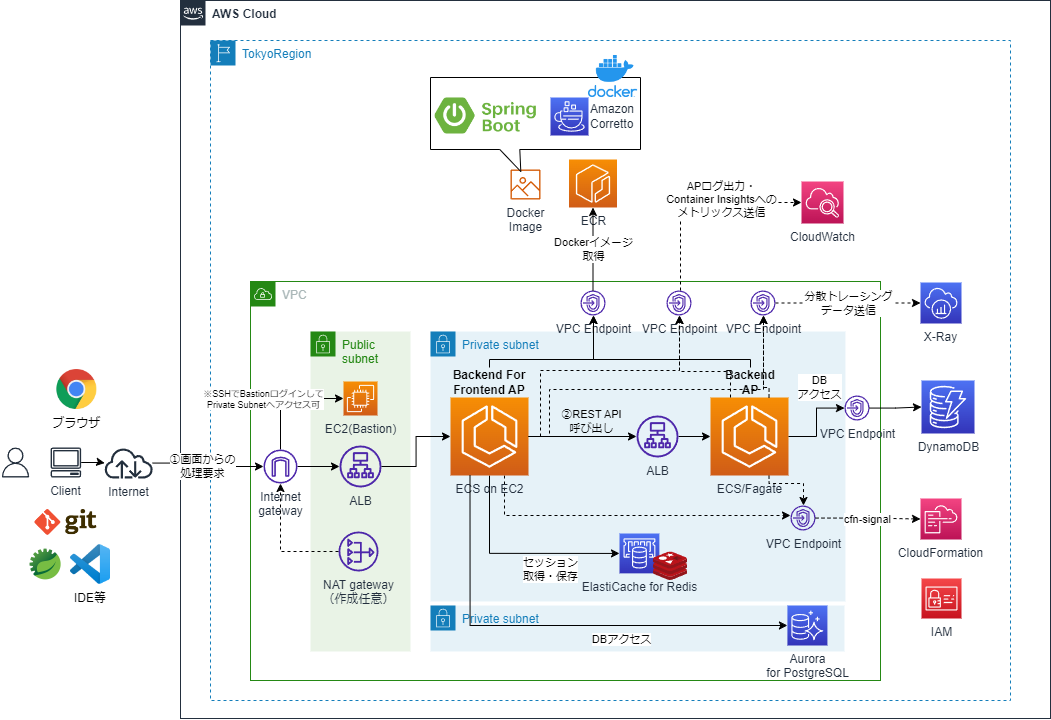 aws
AWS Cloud
TokyoRegion
docker
Spring
Boot
Amazon
Corretto
Docker
Image
ECR
Dockerイメージ
取得
APログ出力・
Container Insightsへの
メトリックス送信
CloudWatch
VPC
VPC Endpoint
VPC Endpoint
VPC Endpoint
分散トレーシング
データ送信
X-Ray
Public
subnet
Private subnet
ブラウザ
※SSHでBastionログインして
Private Subnetへアクセス可
EC2(Bastion)
Backend For
Frontend AP
Backend
AP
②REST API
呼び出し
DB
アクセス
VPC Endpoint
DynamoDB
①画面からの
処理要求
Client
Internet
Internet
gateway
ALB
ECS on EC2
ALB
ECS/Fagate
git
cfn-signal
VPC Endpoint
CloudFormation
NAT gateway
（作成任意）
セッション
取得・保存
ElastiCache for Redis
IDE等
IAM
Private subnet
DBアクセス
Aurora
for PostgreSQL